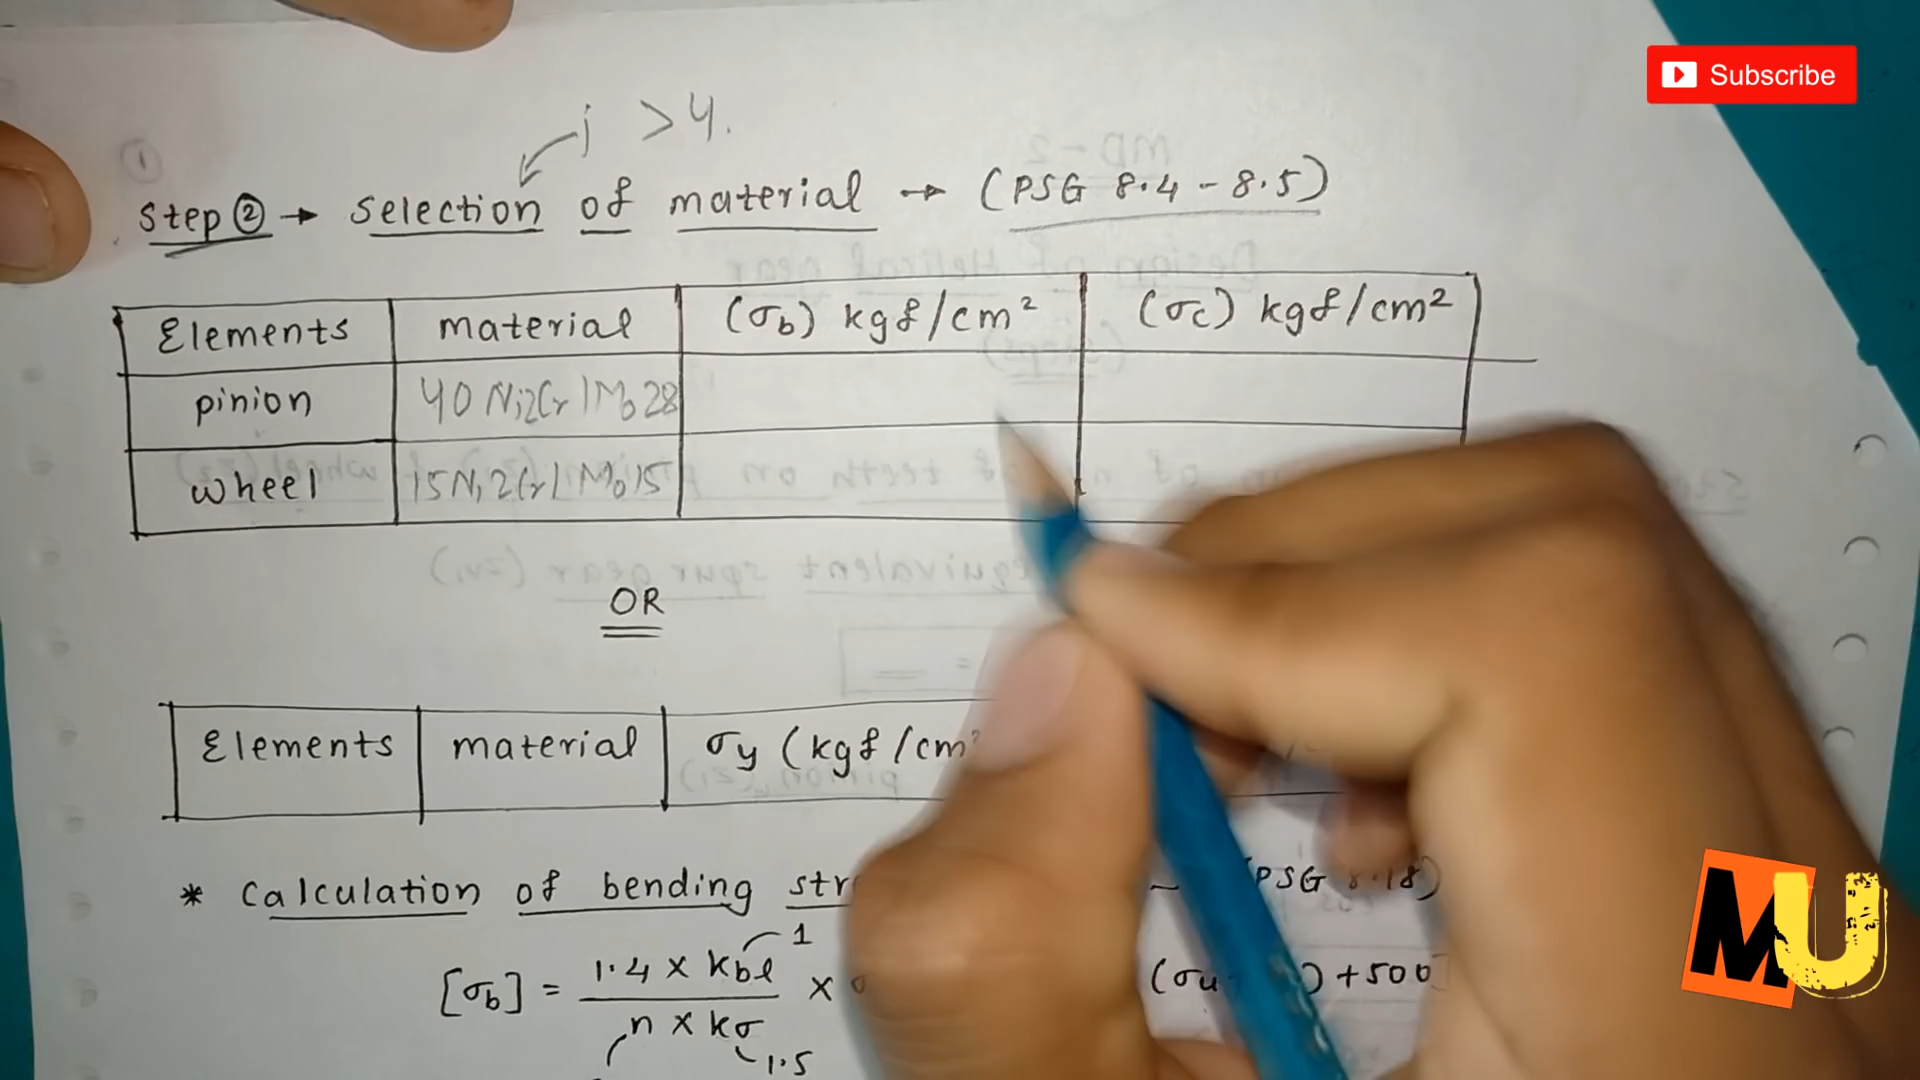 Subscribe
i > 4.
Step ② → Selection of material → (PSG 8.4 - 8.5)
Elements material (σb) kgf/cm² (σc) kgf/cm²
pinion 40 Ni2Cr1Mo28
wheel 15Ni2Cr1Mo15
OR
Elements material σy (kgf/cm²
* Calculation of bending (PSG 8.18)
[σb] = 1.4 × kbl / n × kσ × (σu ) + 500
1
1.5
MU